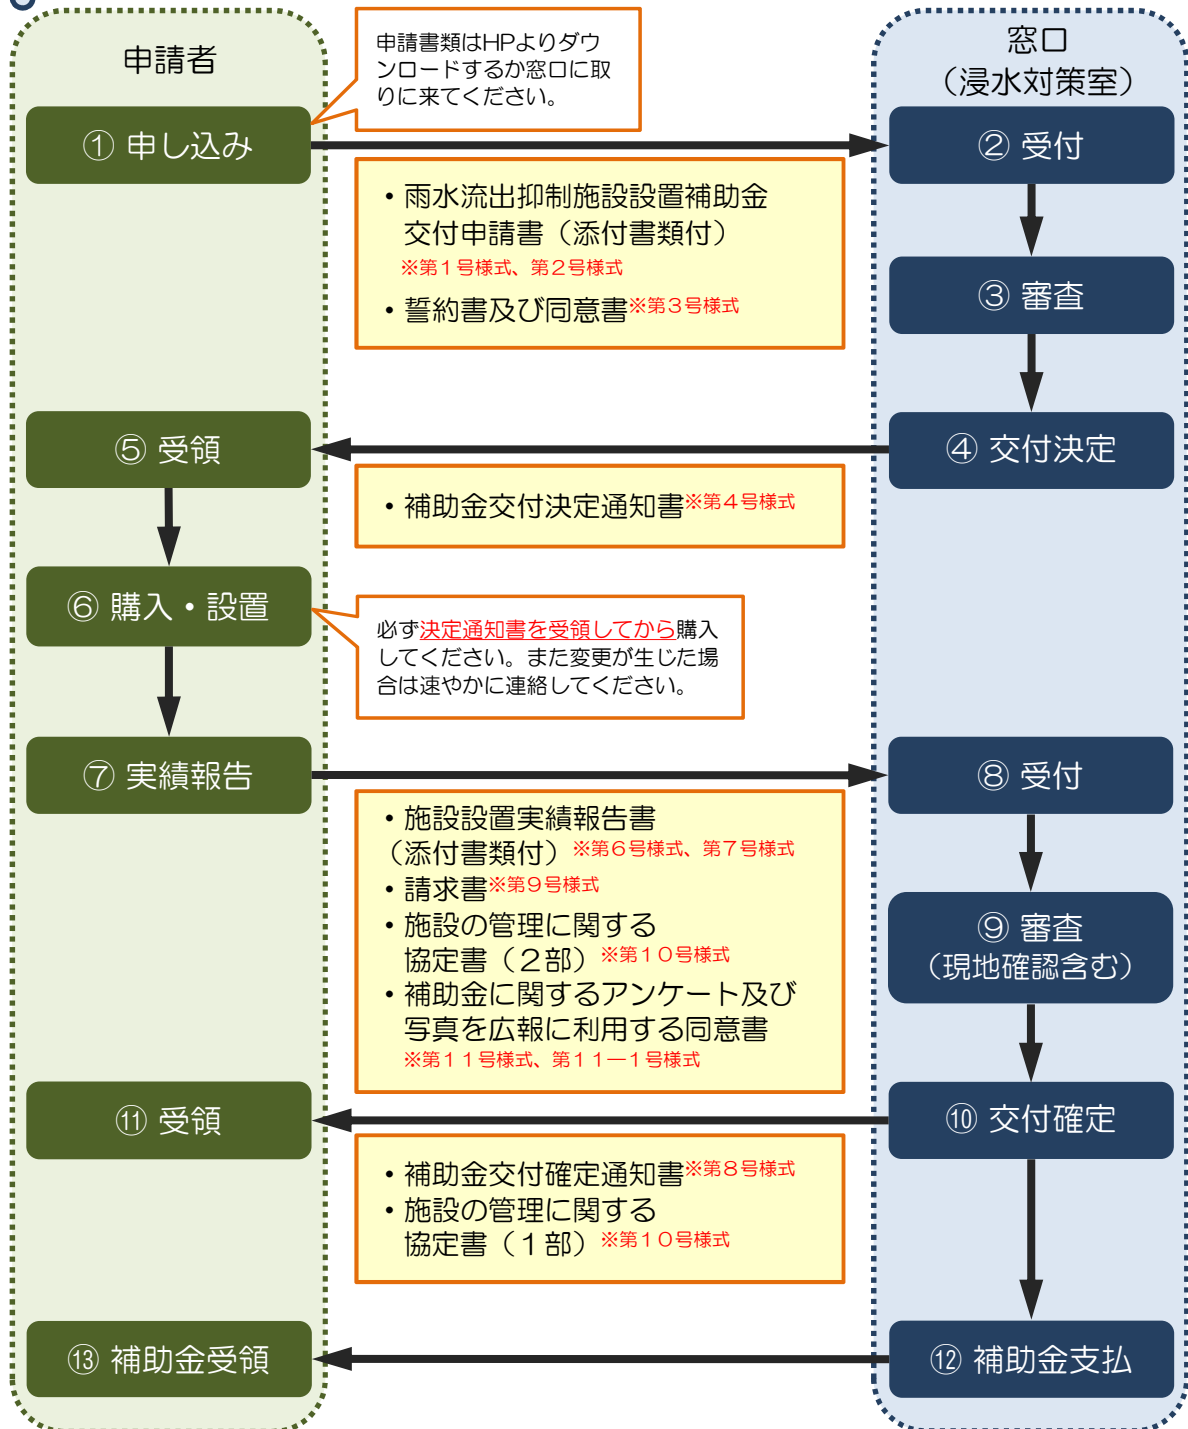 申請者
窓口
（浸水対策室）
申請書類はHPよりダウ
ンロードするか窓口に取
りに来てください。
① 申し込み
② 受付
・雨水流出抑制施設設置補助金
交付申請書（添付書類付）
※第１号様式、第２号様式
・誓約書及び同意書※第３号様式
③ 審査
⑤ 受領
④ 交付決定
・補助金交付決定通知書※第４号様式
⑥ 購入・設置
必ず決定通知書を受領してから購入
してください。また変更が生じた場
合は速やかに連絡してください。
⑦ 実績報告
⑧ 受付
・施設設置実績報告書
（添付書類付）※第６号様式、第７号様式
・請求書※第９号様式
・施設の管理に関する
協定書（２部）※第１０号様式
・補助金に関するアンケート及び
写真を広報に利用する同意書
※第１１号様式、第１１―１号様式
⑨ 審査
（現地確認含む）
⑪ 受領
⑩ 交付確定
・補助金交付確定通知書※第８号様式
・施設の管理に関する
協定書（１部）※第１０号様式
⑬ 補助金受領
⑫ 補助金支払